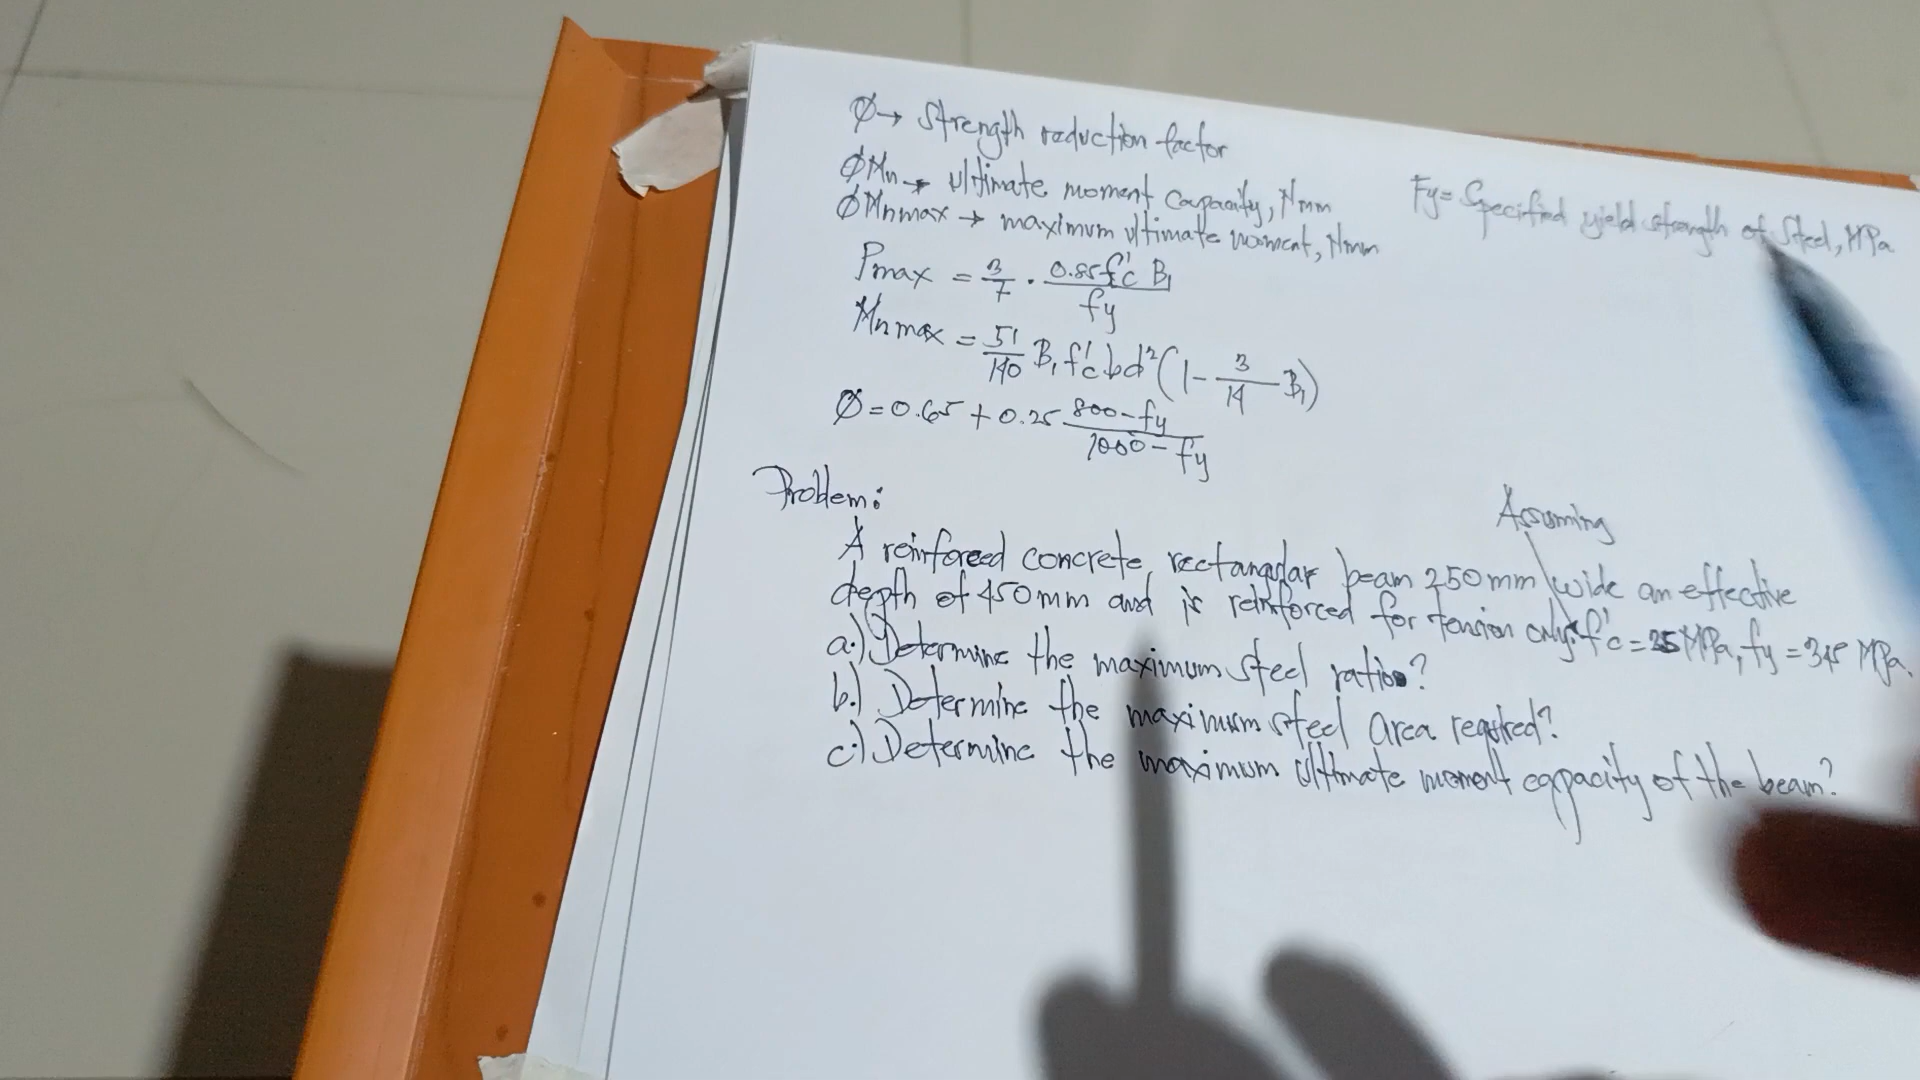 Ø → Strength reduction factor
ØMn → ultimate moment capacity, Nmm
ØMnmax → maximum ultimate moment, Nmm
Fy = Specified yield strength of Steel, MPa
Pmax = 3/7 · 0.85f'c B1 / fy
Mn max = 51/140 B1 f'c bd² (1 - 3/14 B1)
Ø = 0.65 + 0.25 800 - fy / 1000 - fy
Problem:
Assuming
A reinforced concrete rectangular beam 250mm wide an effective
depth of 450mm and is reinforced for tension only. f'c = 25 MPa, fy = 345 MPa.
a.) Determine the maximum steel ratio?
b.) Determine the maximum steel area required?
c.) Determine the maximum ultimate moment capacity of the beam?